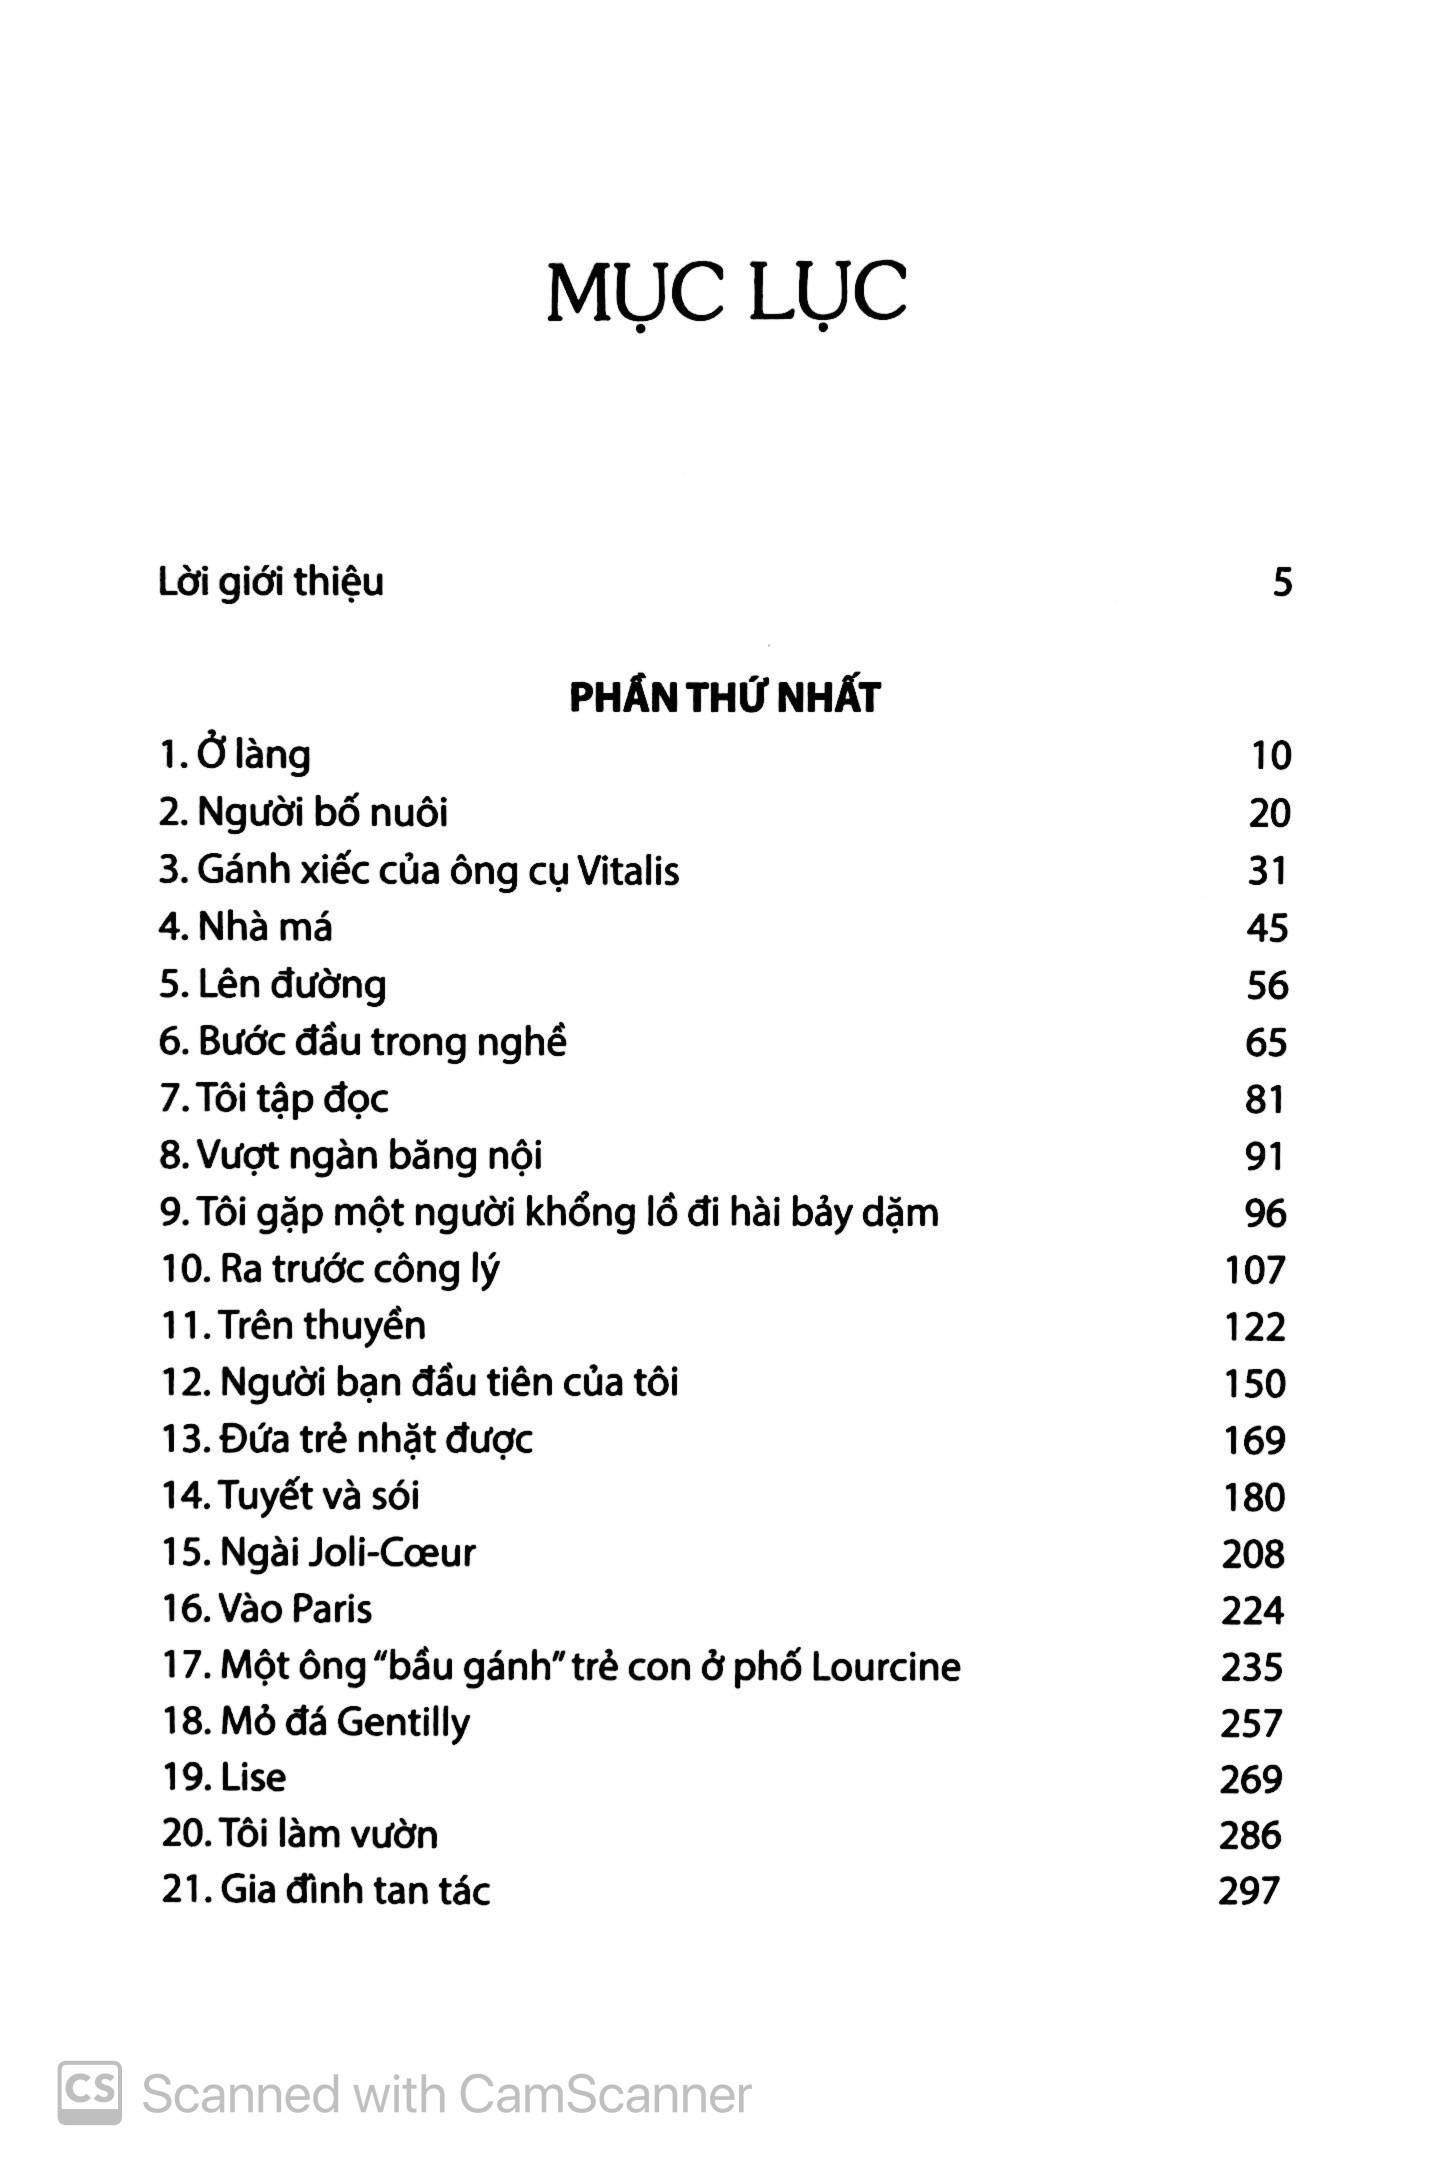 MỤC LỤC
Lời giới thiệu 5
PHẦN THỨ NHẤT
1. Ở làng 10
2. Người bố nuôi 20
3. Gánh xiếc của ông cụ Vitalis 31
4. Nhà má 45
5. Lên đường 56
6. Bước đầu trong nghề 65
7. Tôi tập đọc 81
8. Vượt ngàn băng nội 91
9. Tôi gặp một người khổng lồ đi hài bảy dặm 96
10. Ra trước công lý 107
11. Trên thuyền 122
12. Người bạn đầu tiên của tôi 150
13. Đứa trẻ nhặt được 169
14. Tuyết và sói 180
15. Ngài Joli-Cœur 208
16. Vào Paris 224
17. Một ông “bầu gánh” trẻ con ở phố Lourcine 235
18. Mỏ đá Gentilly 257
19. Lise 269
20. Tôi làm vườn 286
21. Gia đình tan tác 297
CS Scanned with CamScanner